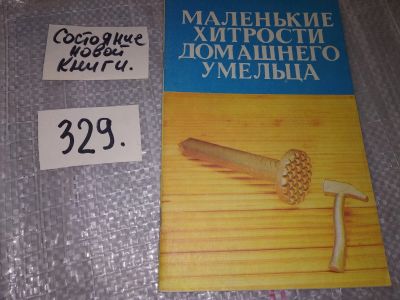 Состояние
новой
книги.
329.
МАЛЕНЬКИЕ
ХИТРОСТИ
ДОМАШНЕГО
УМЕЛЬЦА